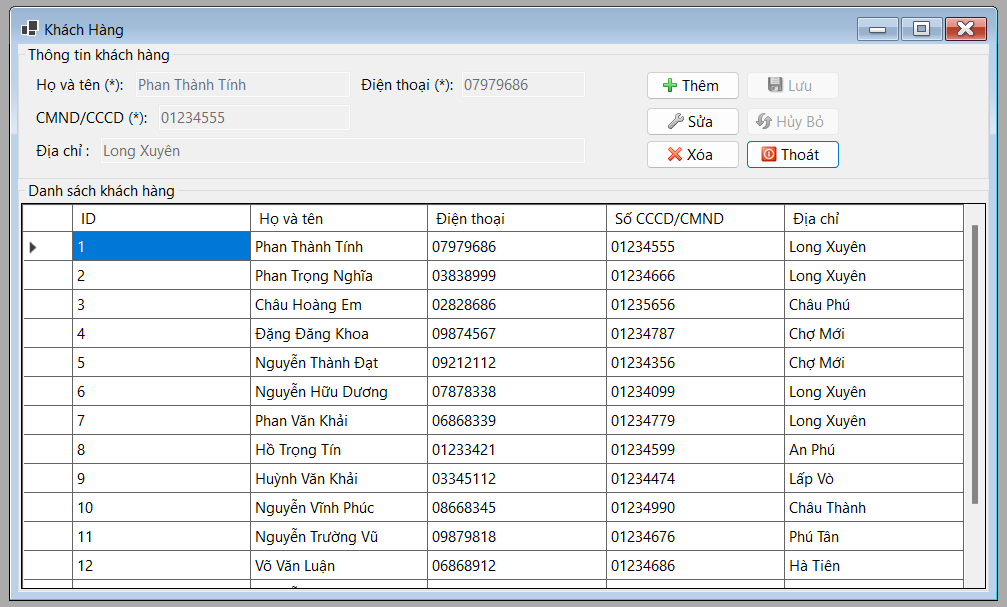 Khách Hàng
Thông tin khách hàng
Họ và tên (*): Phan Thành Tính Điện thoại (*): 07979686 Thêm Lưu
CMND/CCCD (*): 01234555 Sửa Hủy Bỏ
Địa chỉ : Long Xuyên Xóa Thoát
Danh sách khách hàng
ID Họ và tên Điện thoại Số CCCD/CMND Địa chỉ
1 Phan Thành Tính 07979686 01234555 Long Xuyên
2 Phan Trọng Nghĩa 03838999 01234666 Long Xuyên
3 Châu Hoàng Em 02828686 01235656 Châu Phú
4 Đặng Đăng Khoa 09874567 01234787 Chợ Mới
5 Nguyễn Thành Đạt 09212112 01234356 Chợ Mới
6 Nguyễn Hữu Dương 07878338 01234099 Long Xuyên
7 Phan Văn Khải 06868339 01234779 Long Xuyên
8 Hồ Trọng Tín 01233421 01234599 An Phú
9 Huỳnh Văn Khải 03345112 01234474 Lấp Vò
10 Nguyễn Vĩnh Phúc 08668345 01234990 Châu Thành
11 Nguyễn Trường Vũ 09879818 01234676 Phú Tân
12 Võ Văn Luận 06868912 01234686 Hà Tiên